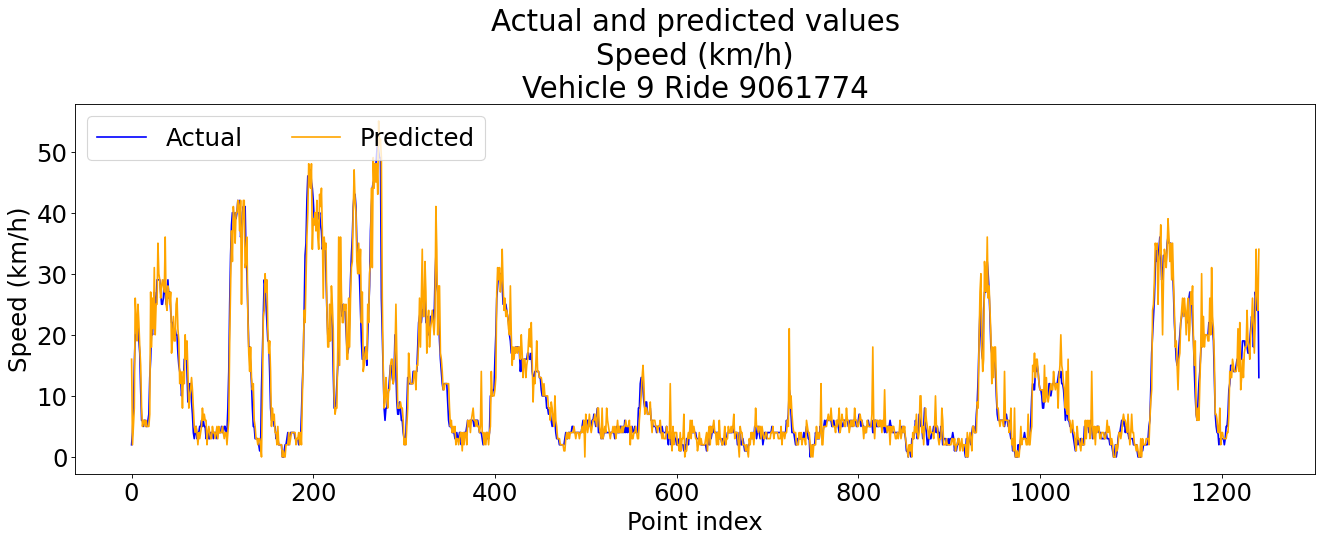 Actual and predicted values
Speed (km/h)
Vehicle 9 Ride 9061774
Actual Predicted
50
40
30
20
10
0
Speed (km/h)
0 200 400 600 800 1000 1200
Point index